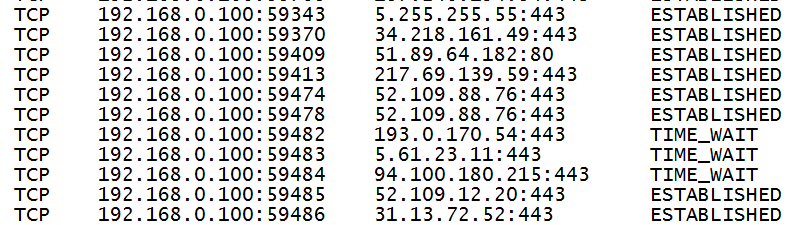 TCP 192.168.0.100:59343 5.255.255.55:443 ESTABLISHED
TCP 192.168.0.100:59370 34.218.161.49:443 ESTABLISHED
TCP 192.168.0.100:59409 51.89.64.182:80 ESTABLISHED
TCP 192.168.0.100:59413 217.69.139.59:443 ESTABLISHED
TCP 192.168.0.100:59474 52.109.88.76:443 ESTABLISHED
TCP 192.168.0.100:59478 52.109.88.76:443 ESTABLISHED
TCP 192.168.0.100:59482 193.0.170.54:443 TIME_WAIT
TCP 192.168.0.100:59483 5.61.23.11:443 TIME_WAIT
TCP 192.168.0.100:59484 94.100.180.215:443 TIME_WAIT
TCP 192.168.0.100:59485 52.109.12.20:443 ESTABLISHED
TCP 192.168.0.100:59486 31.13.72.52:443 ESTABLISHED